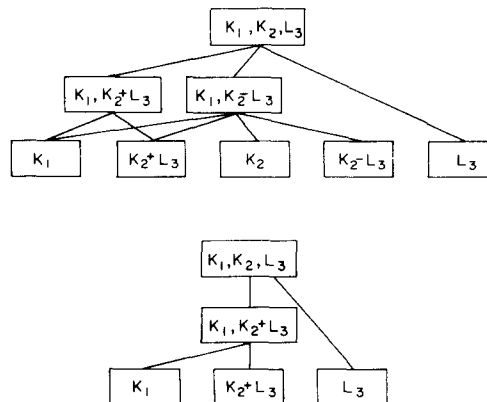 K₁, K₂, L₃
K₁, K₂+L₃ K₁, K₂-L₃
K₁ K₂+L₃ K₂ K₂-L₃ L₃
K₁, K₂, L₃
K₁, K₂+L₃
K₁ K₂+L₃ L₃